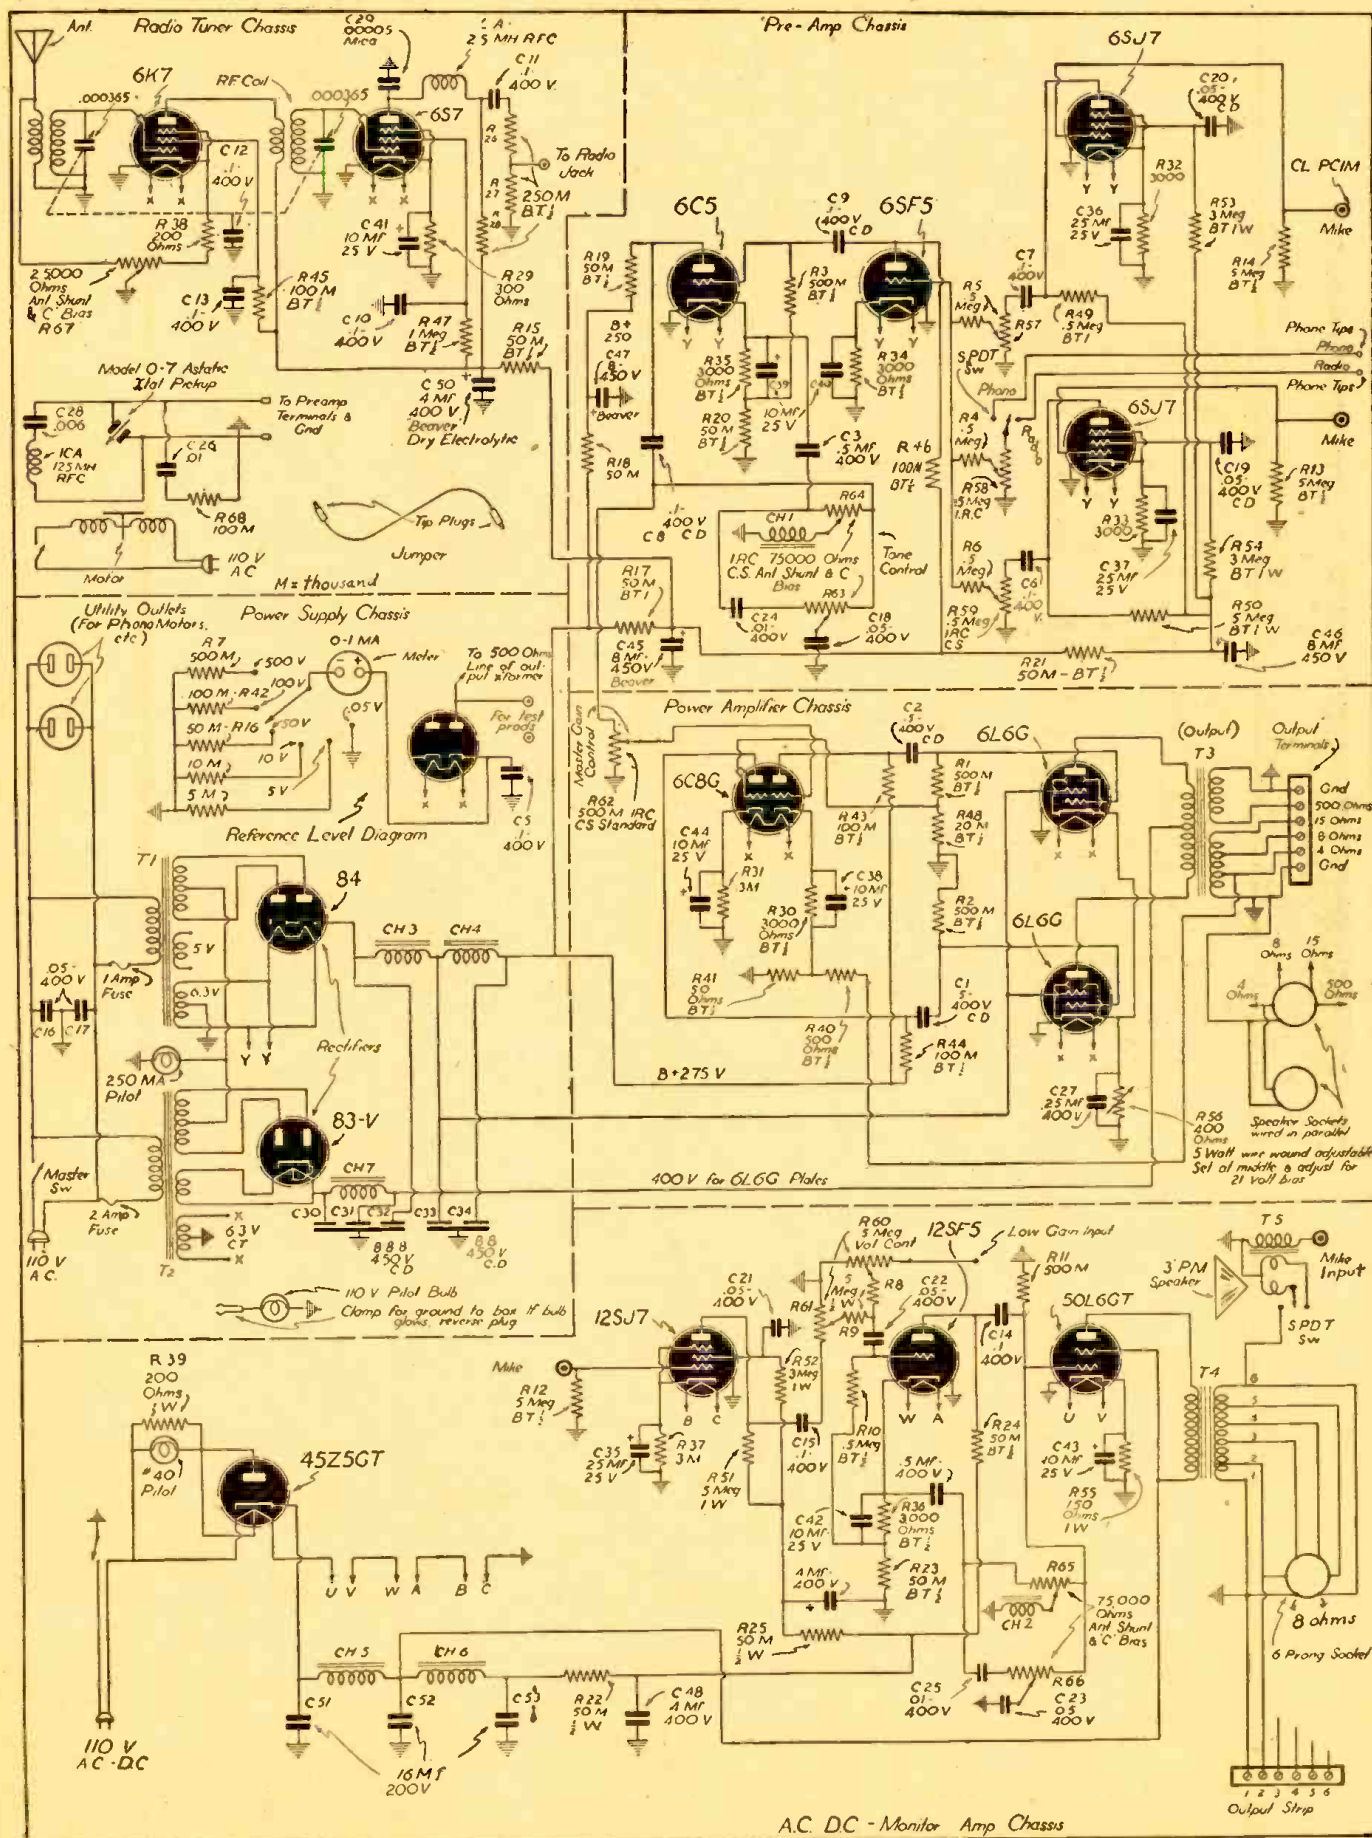 Ant.
Radio Tuner Chassis
C29
.00005
Mica
2.5 MH RFC
C11
.1-
400 V.
Pre-Amp Chassis
6SJ7
C20
.05-
400 V
CD
6K7
RF Coil
.000365
.000365
6S7
C12
.1-
400 V
R
26
R
27
R
28
To Radio
Jack
250 M
BT½
R38
200
Ohms
C41
10 Mf
25 V
R29
300
Ohms
25,000
Ohms
Ant Shunt
& 'C' Bias
R67
C13
.1-
400 V
R45
100 M
BT½
C10
.1-
400 V
R47
1 Meg
BT½
R15
50 M
BT½
C50
4 Mf
400 V.
Beaver
Dry Electrolytic
Model O-7 Astatic
Xtal Pickup
C28
.006
ICA
125 MH
RFC
C26
.01
To Preamp
Terminals &
Gnd
R68
100 M
Motor
110 V
AC
Tip Plugs
Jumper
M = thousand
6C5
C9
.1-
400 V
CD
6SF5
R19
50 M
BT½
R3
500 M
BT½
B+
250
C47
8-
450 V
Beaver
R18
50 M
R35
3000
Ohms
BT½
R20
50 M
BT½
C39
10 Mf
25 V
C40
R34
3000
Ohms
BT½
C3
.5 Mf
400 V
R46
100 M
BT½
.1-
400 V
C8 CD
CH1
R64
IRC 75000 Ohms
C.S. Ant Shunt & C
Bias
R63
Tone
Control
R17
50 M
BT1
C24
.01-
400 V
C18
.05-
400 V
C45
8 Mf-
450 V
Beaver
R5
.5
Meg
R57
C7
.1-
400 V
R49
.5 Meg
BT1
C36
25 Mf
25 V
R32
3000
R53
3 Meg
BT1W
R14
5 Meg
BT½
CL PC1M
Mike
SPDT
Sw
Phono
Radio
Phone Tips
Phono
Radio
Phone Tips
R4
.5
Meg
R58
.5 Meg
I.R.C
6SJ7
Mike
C19
.05-
400 V
CD
R13
5 Meg
BT½
R33
3000
C37
25 Mf
25 V
R54
3 Meg
BT1W
R6
.5
Meg
C6
.1-
400 V.
R59
.5 Meg
IRC
CS
R50
.5 Meg
BT1W
R21
50 M - BT½
C46
8 Mf
450 V
Utility Outlets
(For Phono Motors,
etc)
Power Supply Chassis
R7
500 M
500 V
100 M - R42
100 V
50 M - R16
50 V
10 M
10 V
5 M
5 V
0-1 MA
Meter
.05 V
To 500 Ohm
Line of out-
put x'former
For test
prods
C5
.1-
400 V
Reference Level Diagram
T1
84
5 V
6.3 V
CH3
CH4
.05-
400 V
C16
C17
1 Amp
Fuse
Y Y
Rectifiers
250 MA
Pilot
83-V
CH7
Master
Sw
2 Amp
Fuse
110 V
A.C.
T2
6.3 V
CT
C30
C31
C32
C33
C34
8 8 8
450 V
C.D
8 8
450 V
C.D
110 V Pilot Bulb
Clamp for ground to box If bulb
glows, reverse plug
Power Amplifier Chassis
Master Gain
Control
R62
500 M IRC
CS Standard
6C8G
C2
.5-
400 V
CD
R1
500 M
BT½
R43
100 M
BT½
R48
20 M
BT½
C44
10 Mf
25 V
R31
3M
R30
3000
Ohms
BT½
C38
10 Mf
25 V
R2
500 M
BT½
R41
50
Ohms
BT½
R40
500
Ohms
BT½
C1
.5-
400 V
CD
R44
100 M
BT½
B+275 V
6L6G
6L6G
C27
.25 Mf
400 V
R56
400
Ohms
5 Watt wire wound adjustable
Set at middle & adjust for
21 volt bias
400 V for 6L6G Plates
(Output)
T3
Output
Terminals
Gnd
500 Ohms
15 Ohms
8 Ohms
4 Ohms
Gnd
8
Ohms
15
Ohms
4
Ohms
500
Ohms
Speaker Sockets
wired in parallel
R39
200
Ohms
1 W
#40
Pilot
45Z5GT
U V W A B C
110 V
AC-DC
CH5
CH6
C51
C52
C53
16 Mf
200 V
R22
50 M
½ W
C48
4 Mf
400 V
12SJ7
Mike
R12
5 Meg
BT½
C35
25 Mf
25 V
B C
R37
3M
C21
.05-
400 V
R60
.5 Meg
Vol Cont
Low Gain Input
12SF5
R61
.5
Meg
½ W
R8
R9
C22
.05-
400 V
R52
3 Meg
1 W
C15
.1-
400 V
R51
.5 Meg
1 W
R10
.5 Meg
BT½
W A
C14
.1
400 V
R11
500 M
R24
50 M
BT½
.5 Mf-
400 V
C42
10 Mf-
25 V
R36
3,000
Ohms
BT½
R23
50 M
BT½
4 Mf-
400 V
R25
50 M
½ W
50L6GT
U V
C43
10 Mf
25 V
R55
150
Ohms
1 W
R65
CH2
75,000
Ohms
Ant Shunt
& 'C' Bias
C25
.01-
400 V
R66
C23
.05
400 V
3" PM
Speaker
T5
Mike
Input
SPDT
Sw
T4
6
5
4
3
2
1
8 ohms
6 Prong Socket
1 2 3 4 5 6
Output Strip
A.C. D.C - Monitor Amp Chassis